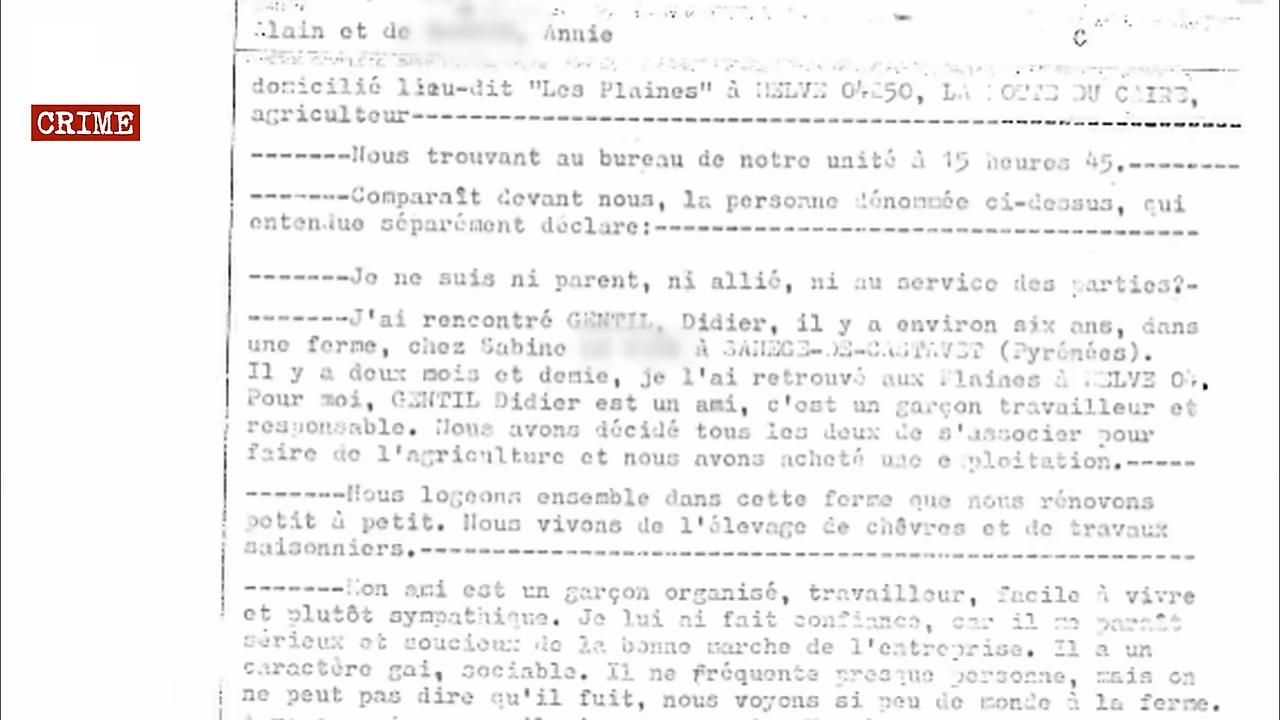 CRIME
lain et de Annie
domicilié lieu-dit "Les Plaines" à MELVE 04250, LA MOTTE DU CAIRE,
agriculteur-----------------------------------------------------------
-------Nous trouvant au bureau de notre unité à 15 heures 45.--------
-------Comparaît devant nous, la personne dénommée ci-dessus, qui
entendue séparément déclare:--------------------------------------
-------Je ne suis ni parent, ni allié, ni au service des parties?-
-------J'ai rencontré GENTIL, Didier, il y a environ six ans, dans
une ferme, chez Sabine à (Pyrénées).
Il y a deux mois et demie, je l'ai retrouvé aux Plaines à MELVE 04.
Pour moi, GENTIL Didier est un ami, c'est un garçon travailleur et
responsable. Nous avons décidé tous les deux de s'associer pour
faire de l'agriculture et nous avons acheté une e ploitation.-----
-------Nous logeons ensemble dans cette ferme que nous rénovons
petit à petit. Nous vivons de l'élevage de chêvres et de travaux
saisonniers.------------------------------------------------------
-------Mon ami est un garçon organisé, travailleur, facile à vivre
et plutôt sympathique. Je lui ai fait confiance, car il me paraît
sérieux et soucieux de la bonne marche de l'entreprise. Il a un
caractère gai, sociable. Il ne fréquente presque personne, mais on
ne peut pas dire qu'il fuit, nous voyons si peu de monde à la ferme.